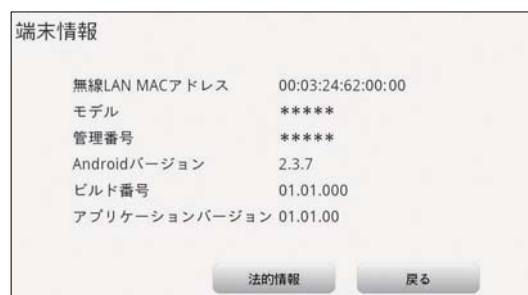 端末情報
無線LAN MACアドレス 00:03:24:62:00:00
モデル *****
管理番号 *****
Androidバージョン 2.3.7
ビルド番号 01.01.000
アプリケーションバージョン 01.01.00
法的情報 戻る